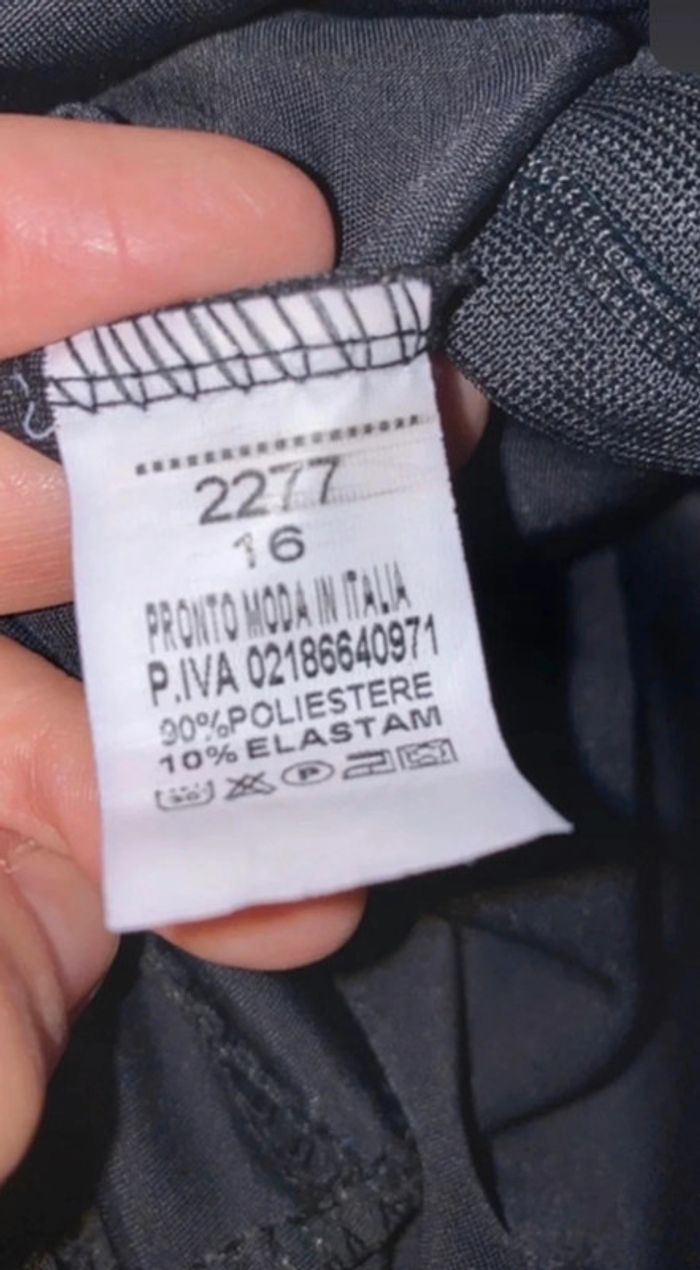 2277
16
PRONTO MODA IN ITALIA
P.IVA 02186640971
90%POLIESTERE
10%ELASTAM